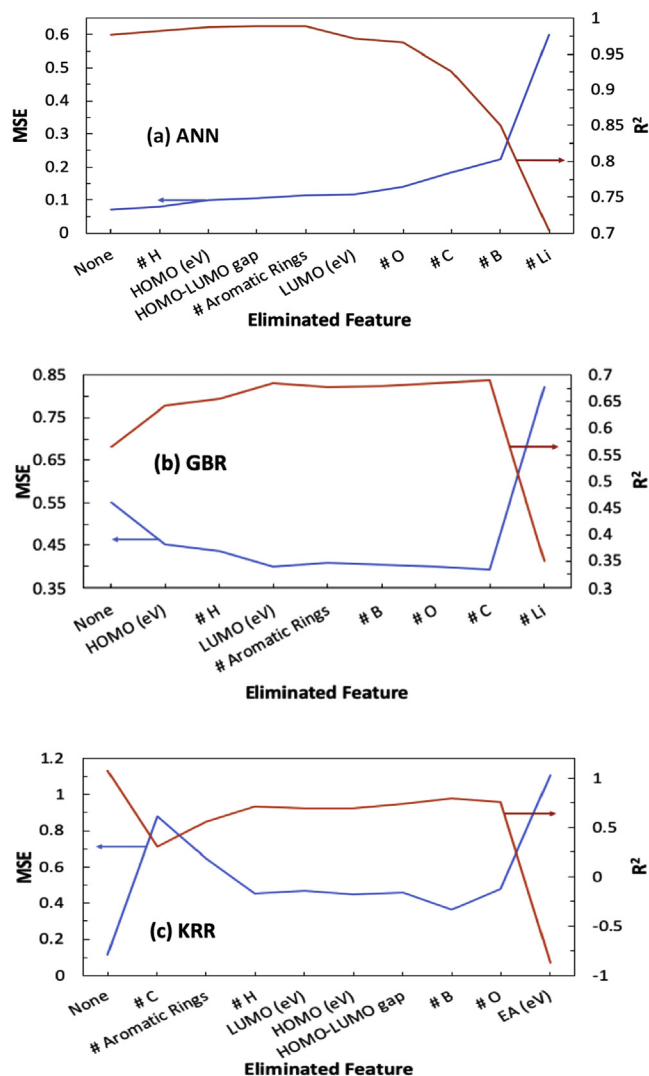 0.6
0.5
0.4
0.3
0.2
0.1
0
MSE
(a) ANN
1
0.95
0.9
0.85
0.8
0.75
0.7
R²
None
# H
HOMO (eV)
HOMO-LUMO gap
# Aromatic Rings
LUMO (eV)
# O
# C
# B
# Li
Eliminated Feature
0.85
0.75
0.65
0.55
0.45
0.35
MSE
(b) GBR
0.7
0.65
0.6
0.55
0.5
0.45
0.4
0.35
0.3
R²
None
HOMO (eV)
# H
LUMO (eV)
# Aromatic Rings
# B
# O
# C
# Li
Eliminated Feature
1.2
1
0.8
0.6
0.4
0.2
0
MSE
(c) KRR
1
0.5
0
-0.5
-1
R²
None
# C
# Aromatic Rings
# H
LUMO (eV)
HOMO (eV)
HOMO-LUMO gap
# B
# O
EA (eV)
Eliminated Feature